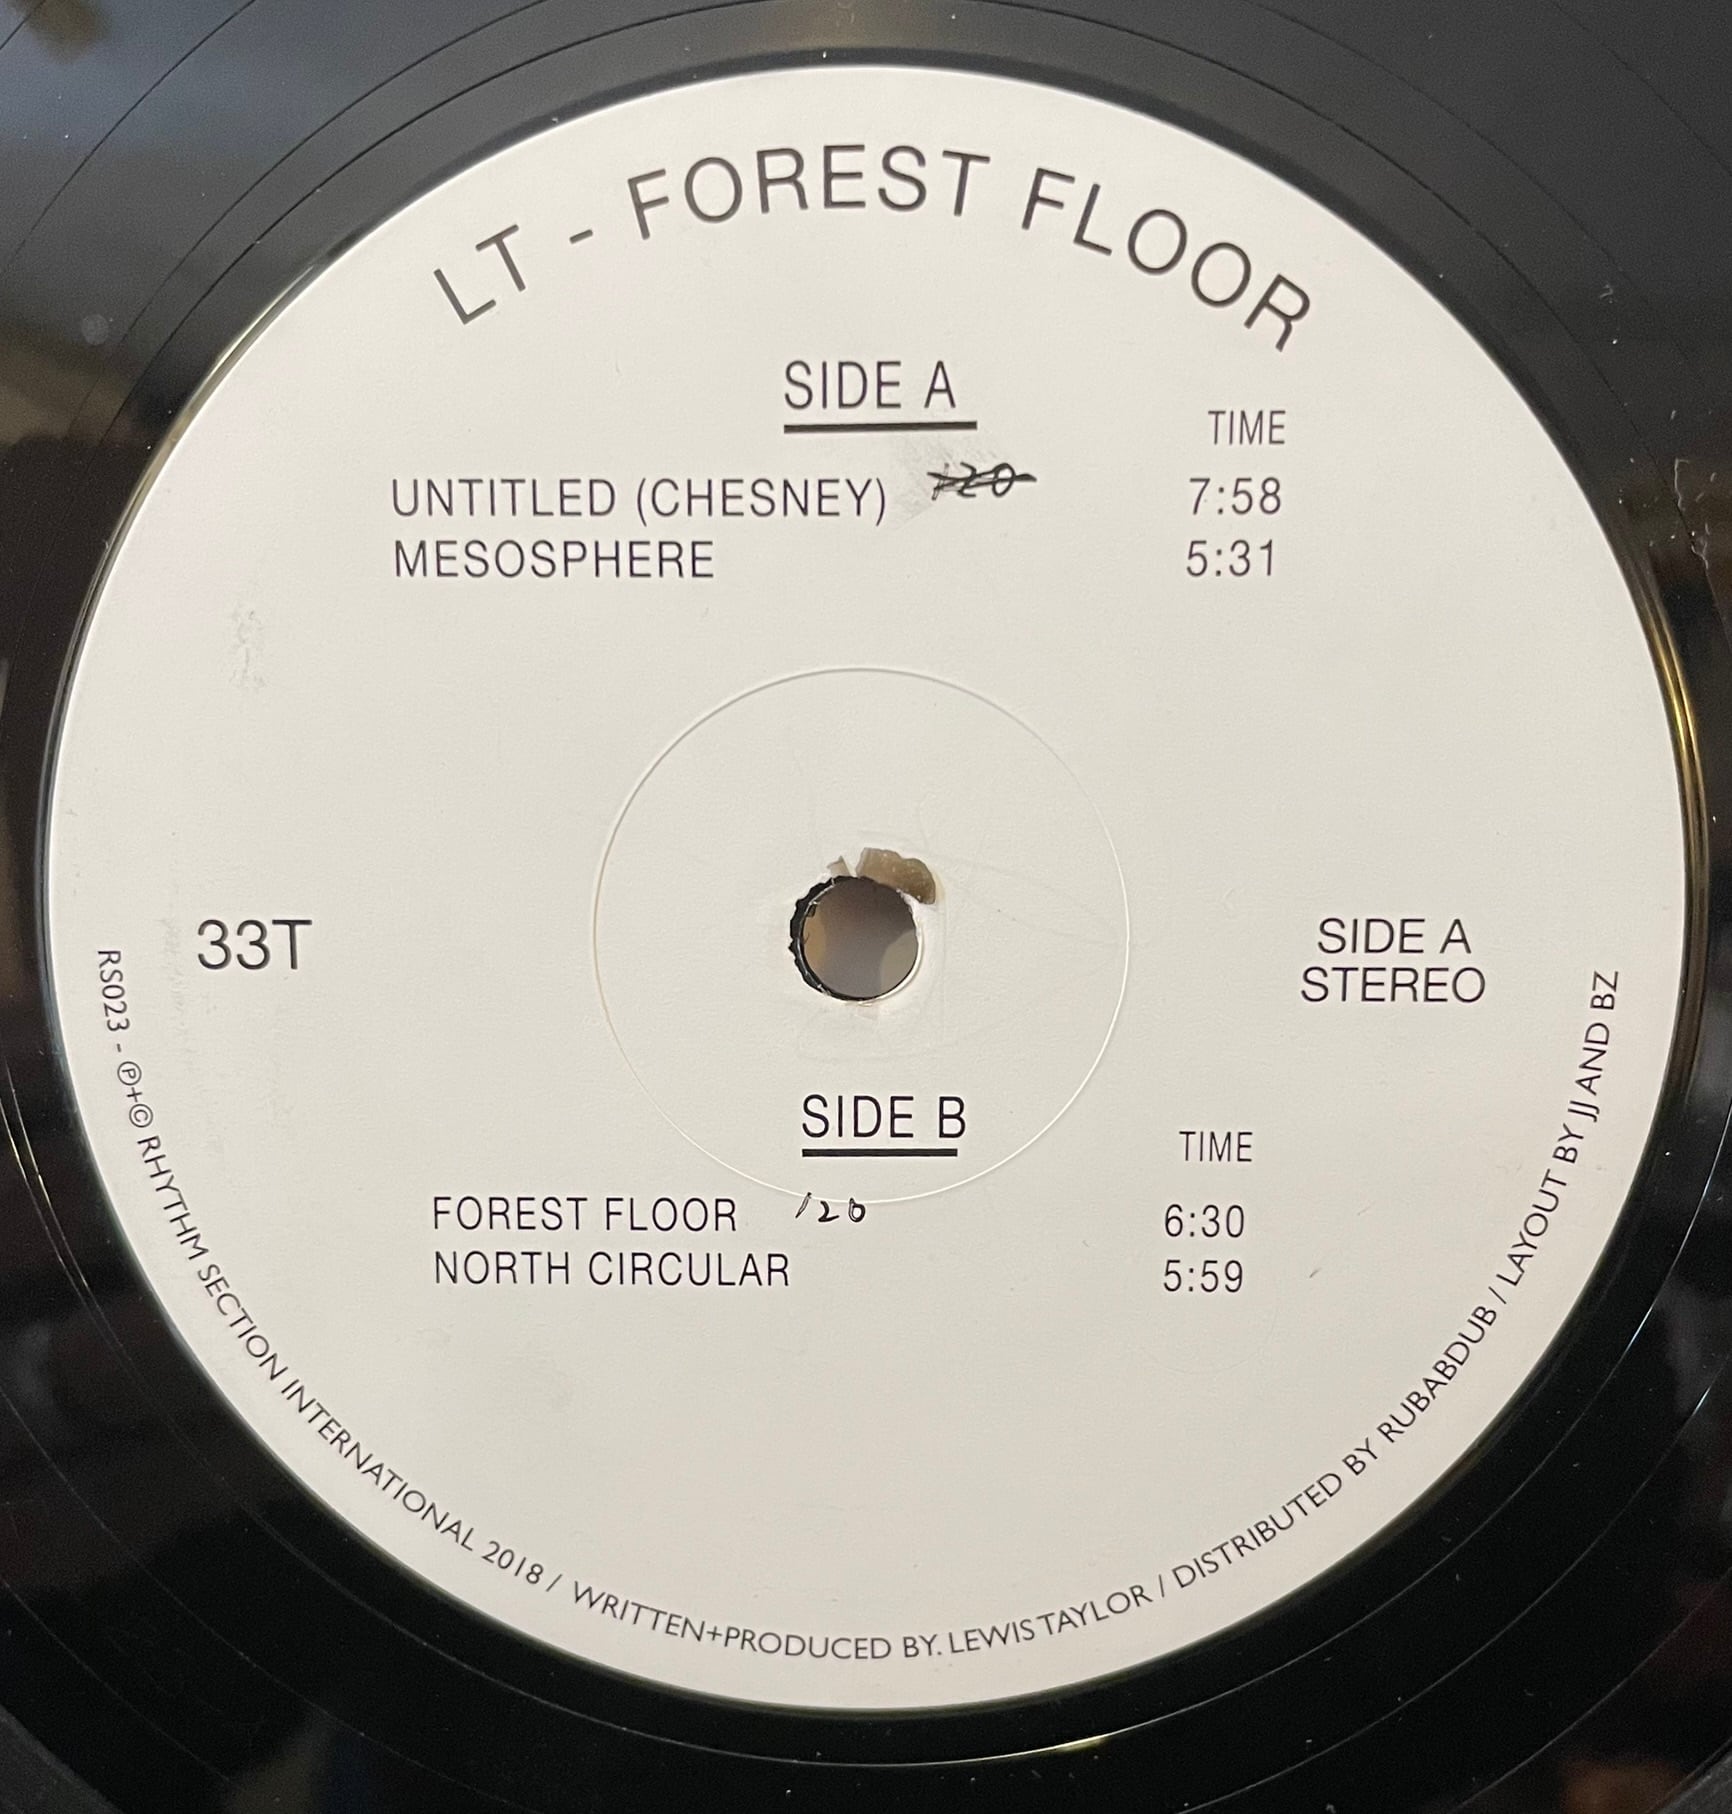 LT - FOREST FLOOR
SIDE A
TIME
UNTITLED (CHESNEY) 120 7:58
MESOSPHERE 5:31
33T
SIDE A
STEREO
SIDE B
TIME
FOREST FLOOR 120 6:30
NORTH CIRCULAR 5:59
RS023 - ℗+© RHYTHM SECTION INTERNATIONAL 2018 / WRITTEN+PRODUCED BY. LEWIS TAYLOR / DISTRIBUTED BY RUBABDUB / LAYOUT BY JJ AND BZ